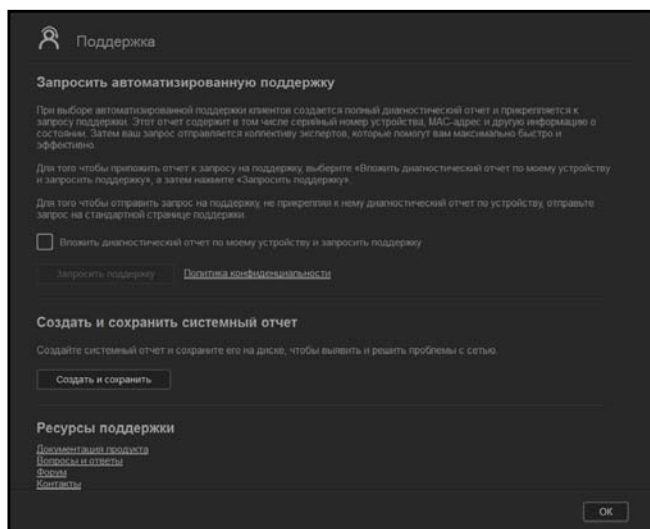 Поддержка
Запросить автоматизированную поддержку
При выборе автоматизированной поддержки клиентов создается полный диагностический отчет и прикрепляется к
запросу поддержки. Этот отчет содержит в том числе серийный номер устройства, MAC-адрес и другую информацию о
состоянии. Затем ваш запрос отправляется коллективу экспертов, которые помогут вам максимально быстро и
эффективно.
Для того чтобы приложить отчет к запросу на поддержку, выберите «Вложить диагностический отчет по моему устройству
и запросить поддержку», а затем нажмите «Запросить поддержку».
Для того чтобы отправить запрос на поддержку, не прикрепляя к нему диагностический отчет по устройству, отправьте
запрос на стандартной странице поддержки.
Вложить диагностический отчет по моему устройству и запросить поддержку
Запросить поддержку Политика конфиденциальности
Создать и сохранить системный отчет
Создайте системный отчет и сохраните его на диске, чтобы выявить и решить проблемы с сетью.
Создать и сохранить
Ресурсы поддержки
Документация продукта
Вопросы и ответы
Форум
Контакты
OK